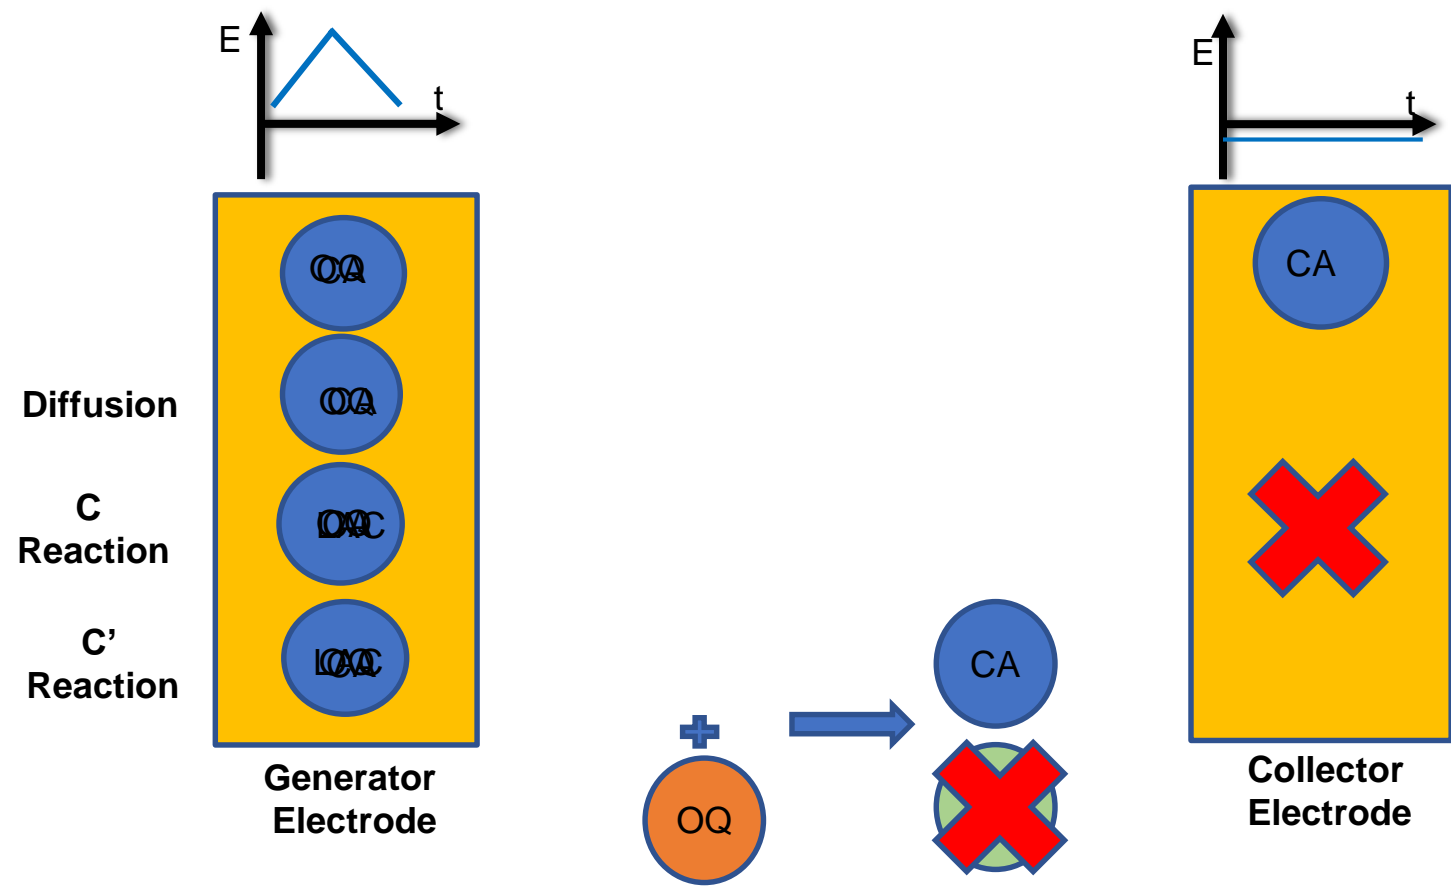 E
t
E
t
CA
Diffusion
C
Reaction
C’
Reaction
CA
OQ
Generator
Electrode
Collector
Electrode